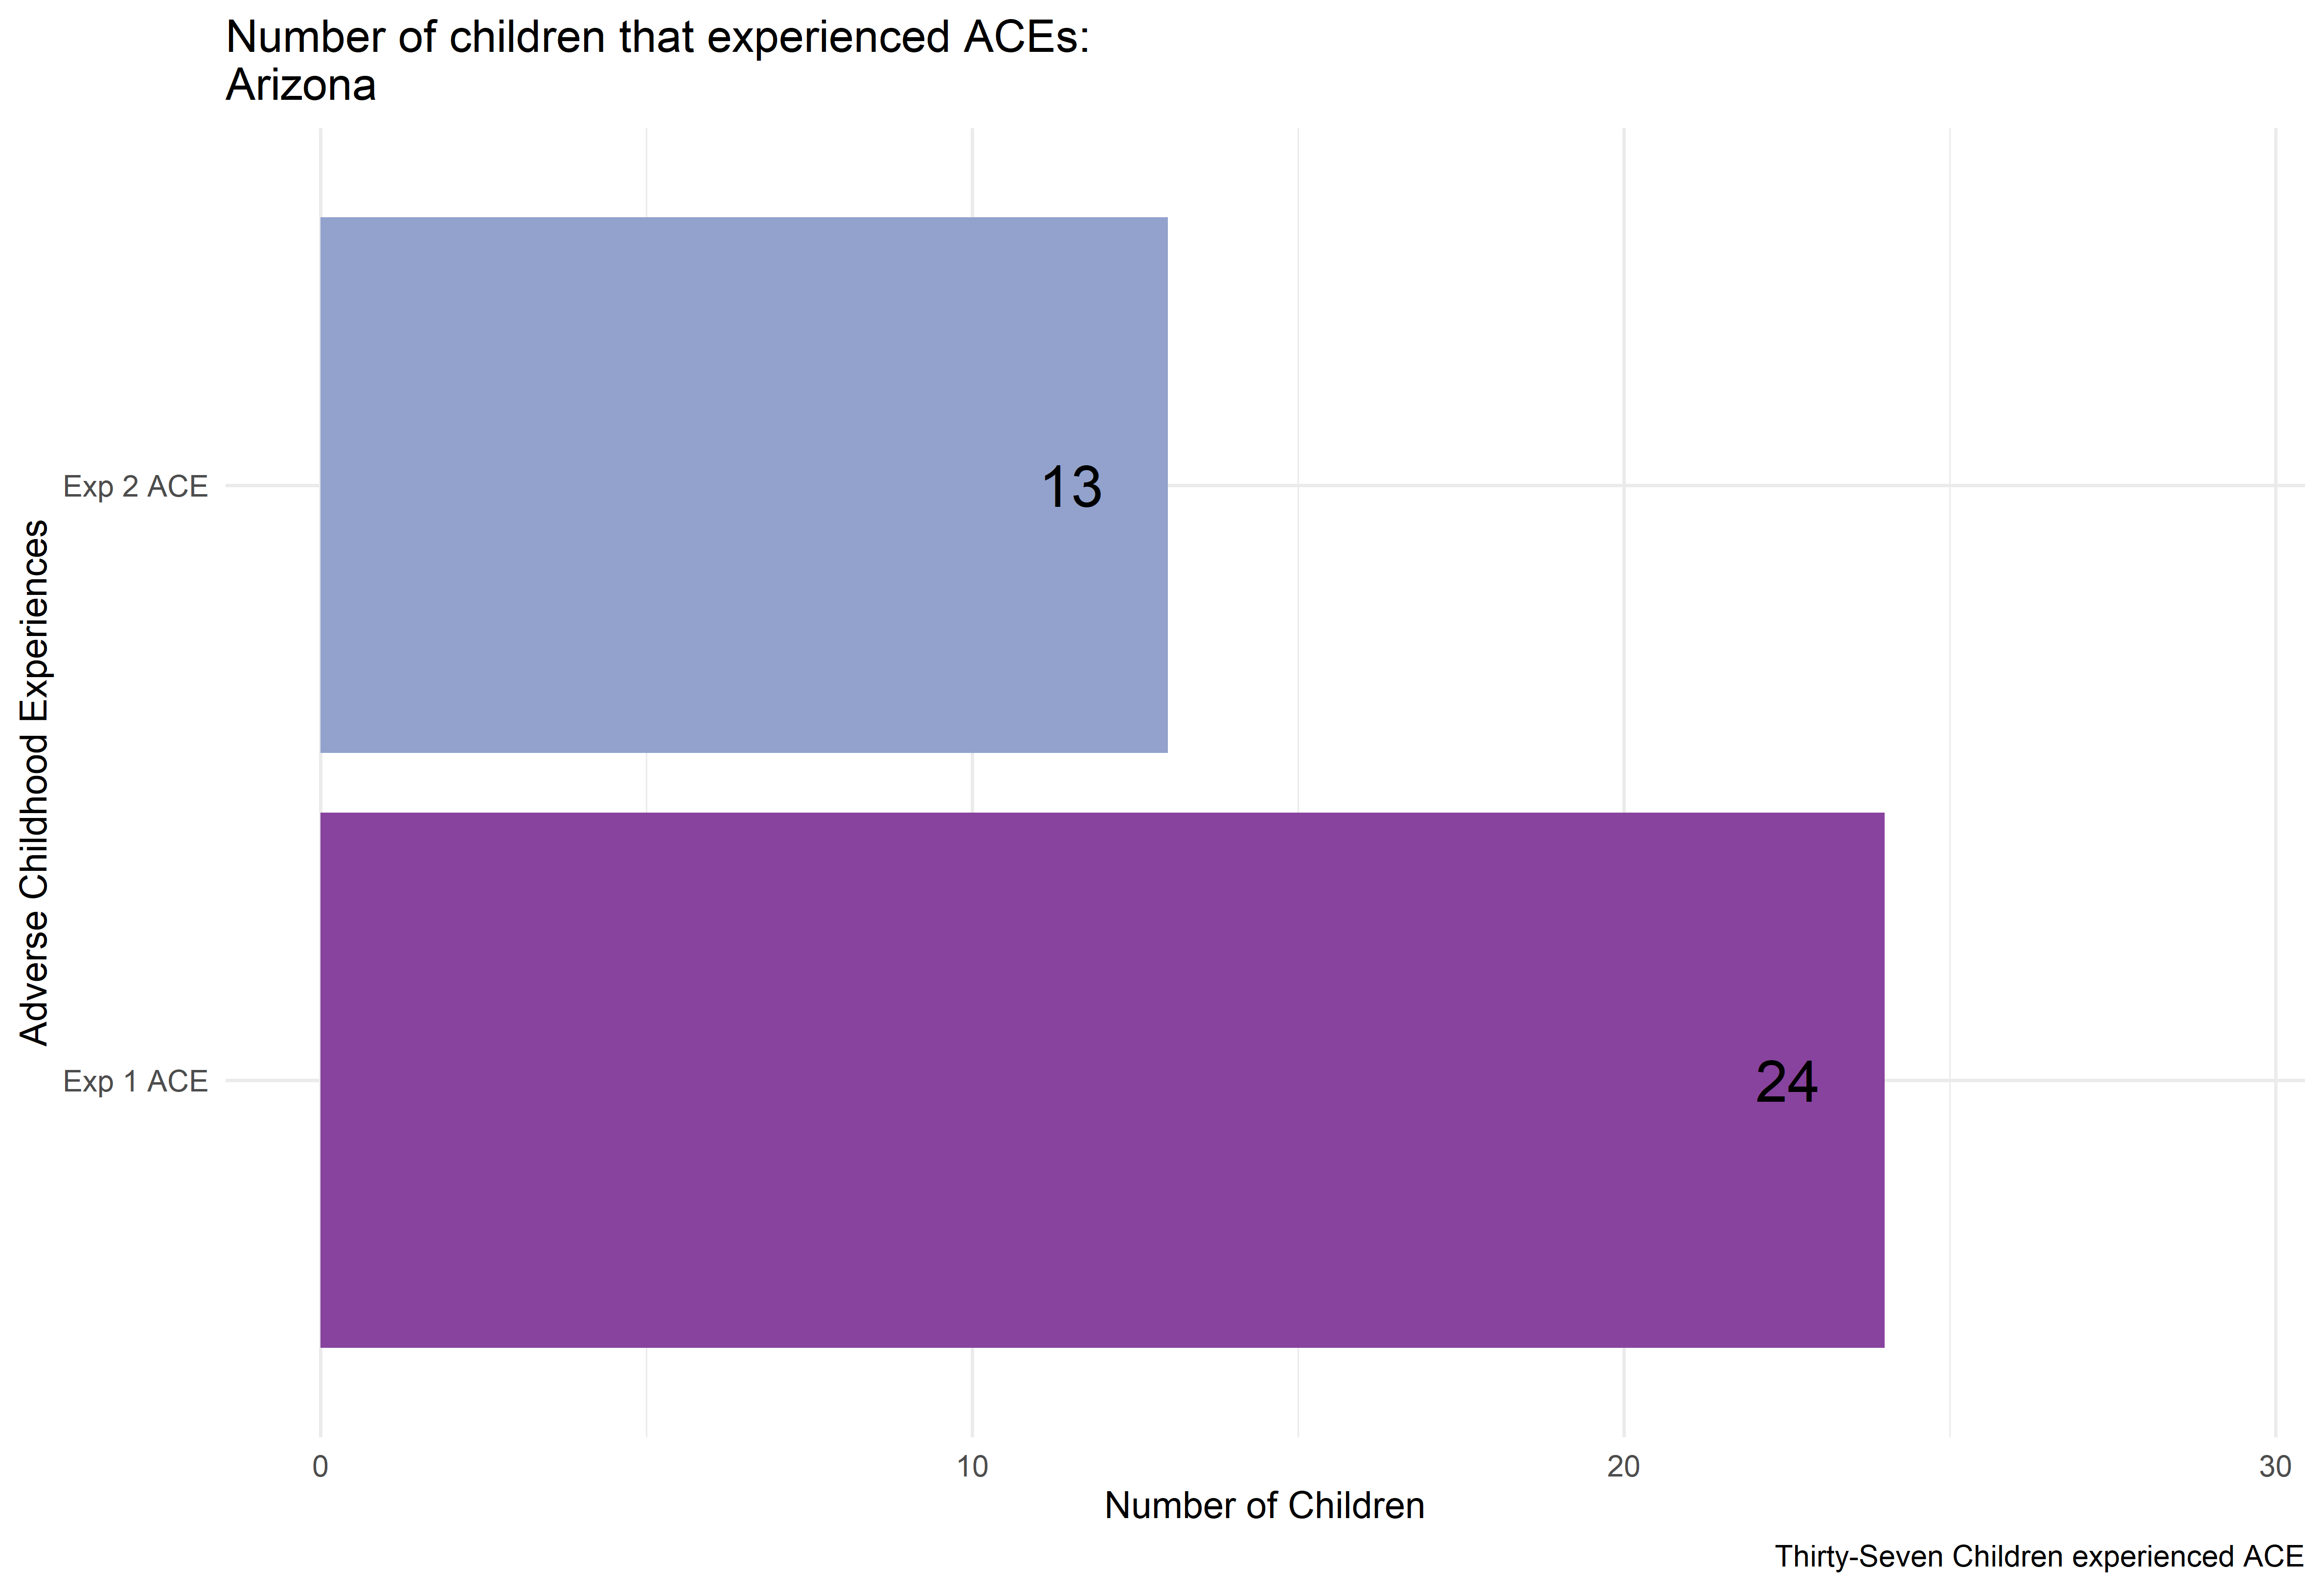 Number of children that experienced ACEs:
Arizona
Adverse Childhood Experiences
Exp 2 ACE
13
Exp 1 ACE
24
0
10
20
30
Number of Children
Thirty-Seven Children experienced ACE